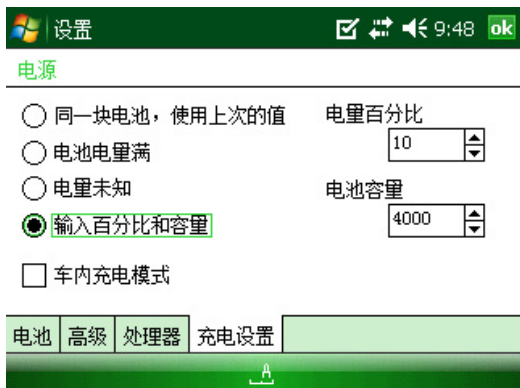 设置 9:48 ok
电源
同一块电池，使用上次的值
电池电量满
电量未知
输入百分比和容量
车内充电模式
电量百分比
10
电池容量
4000
电池 高级 处理器 充电设置
A